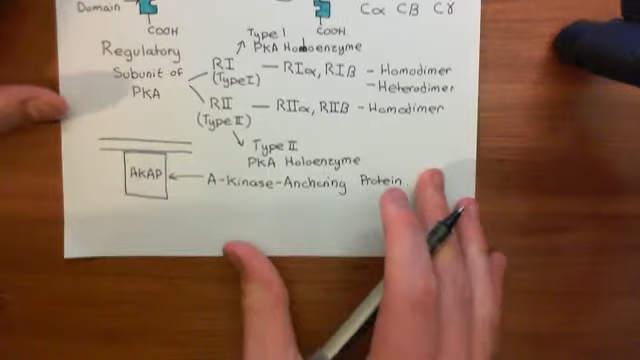 Domain
COOH
COOH
Cα Cβ Cγ
Regulatory
Subunit of
PKA
Type I
PKA Holoenzyme
RI
(Type I)
— RIα, RIβ - Homodimer
- Heterodimer
RII
(Type II)
— RIIα, RIIβ - Homodimer
Type II
PKA Holoenzyme
AKAP
A-Kinase-Anchoring Protein